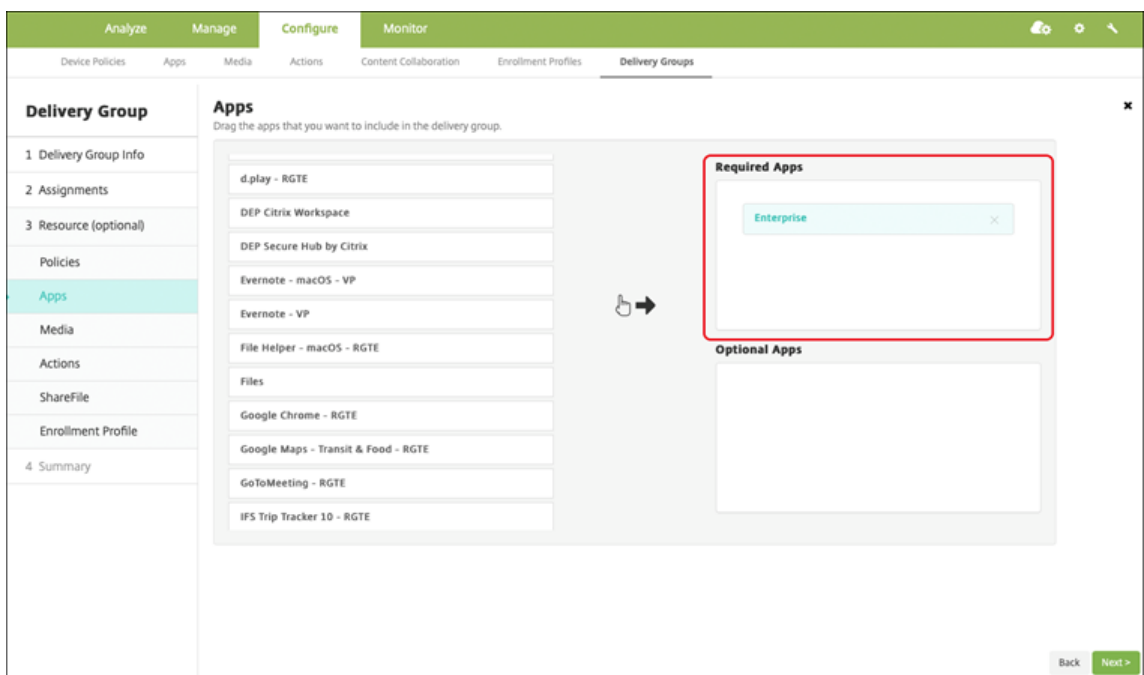 Analyze Manage Configure Monitor
Device Policies Apps Media Actions Content Collaboration Enrollment Profiles Delivery Groups
Delivery Group
1 Delivery Group Info
2 Assignments
3 Resource (optional)
Policies
Apps
Media
Actions
ShareFile
Enrollment Profile
4 Summary
Apps
Drag the apps that you want to include in the delivery group.
d.play - RGTE
DEP Citrix Workspace
DEP Secure Hub by Citrix
Evernote - macOS - VP
Evernote - VP
File Helper - macOS - RGTE
Files
Google Chrome - RGTE
Google Maps - Transit & Food - RGTE
GoToMeeting - RGTE
IFS Trip Tracker 10 - RGTE
Required Apps
Enterprise
Optional Apps
Back Next >